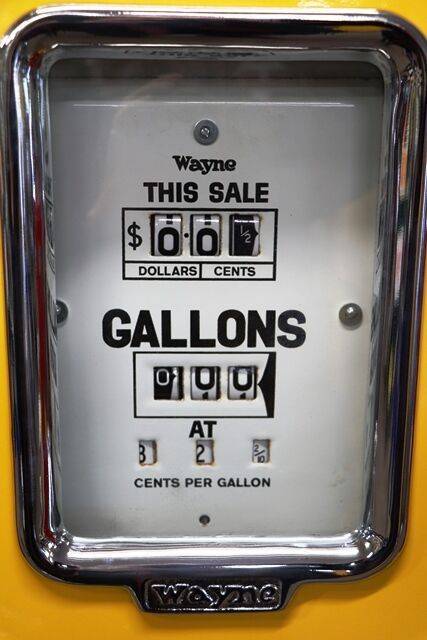 Wayne
THIS SALE
$ 0.0 ½
DOLLARS CENTS
GALLONS
0 0 0
AT
3 2 2/10
CENTS PER GALLON
Wayne